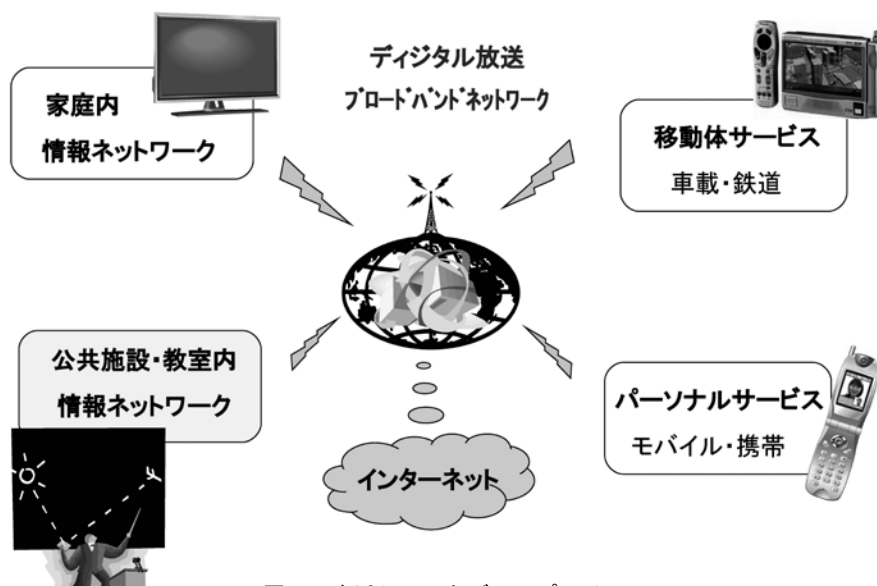 ディジタル放送
ブロードバンドネットワーク
家庭内
情報ネットワーク
移動体サービス
車載・鉄道
公共施設・教室内
情報ネットワーク
パーソナルサービス
モバイル・携帯
インターネット